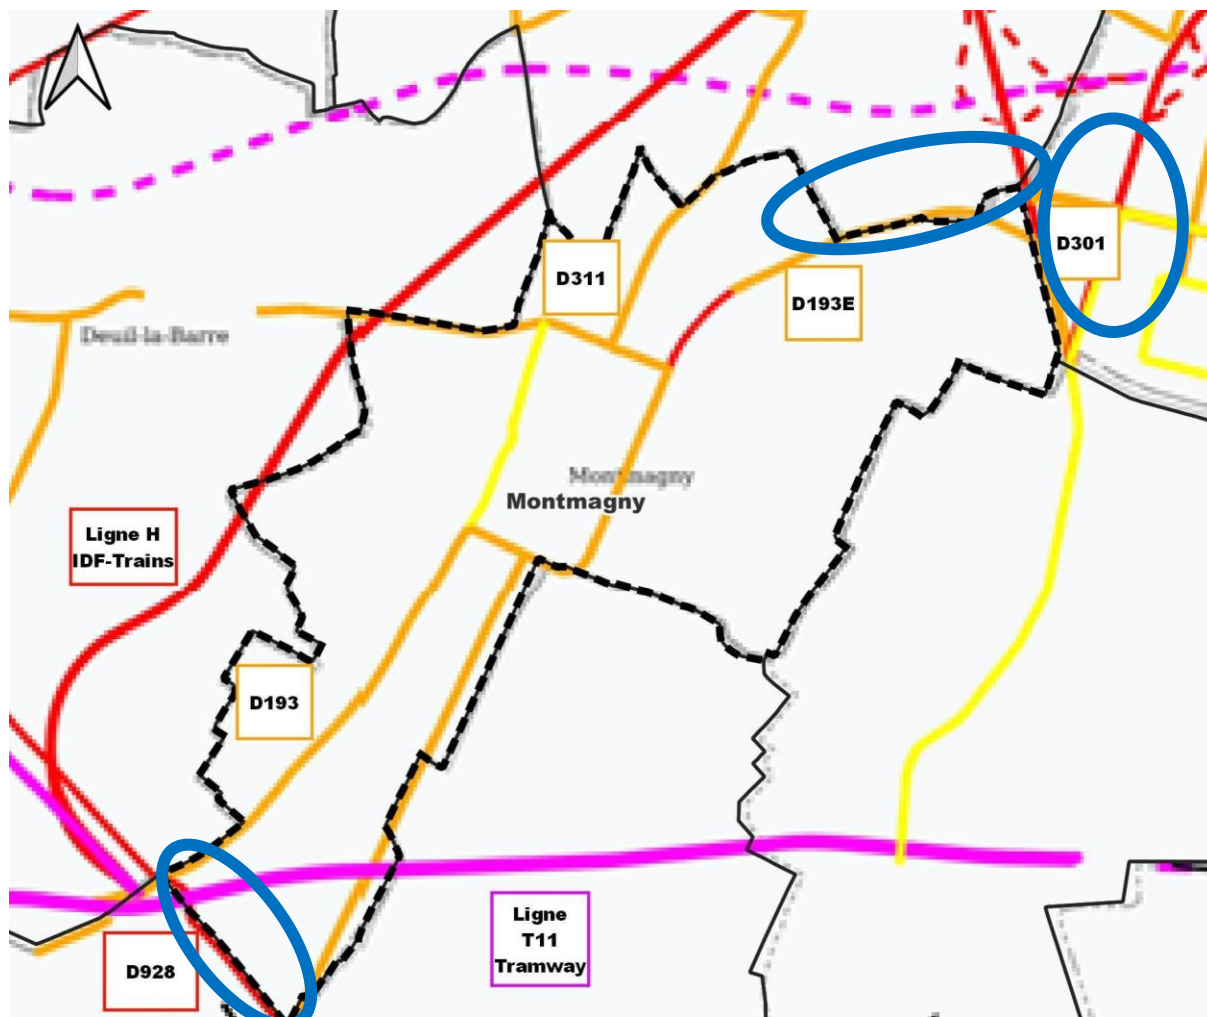 D301
D311
D193E
Deuil-la-Barre
Montmagny
Montmagny
Ligne H
IDF-Trains
D193
Ligne
T11
Tramway
D928